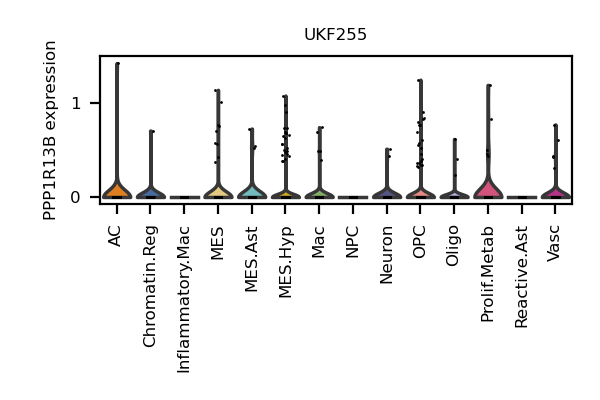 UKF255
PPP1R13B expression
1
0
AC
Chromatin.Reg
Inflammatory.Mac
MES
MES.Ast
MES.Hyp
Mac
NPC
Neuron
OPC
Oligo
Prolif.Metab
Reactive.Ast
Vasc